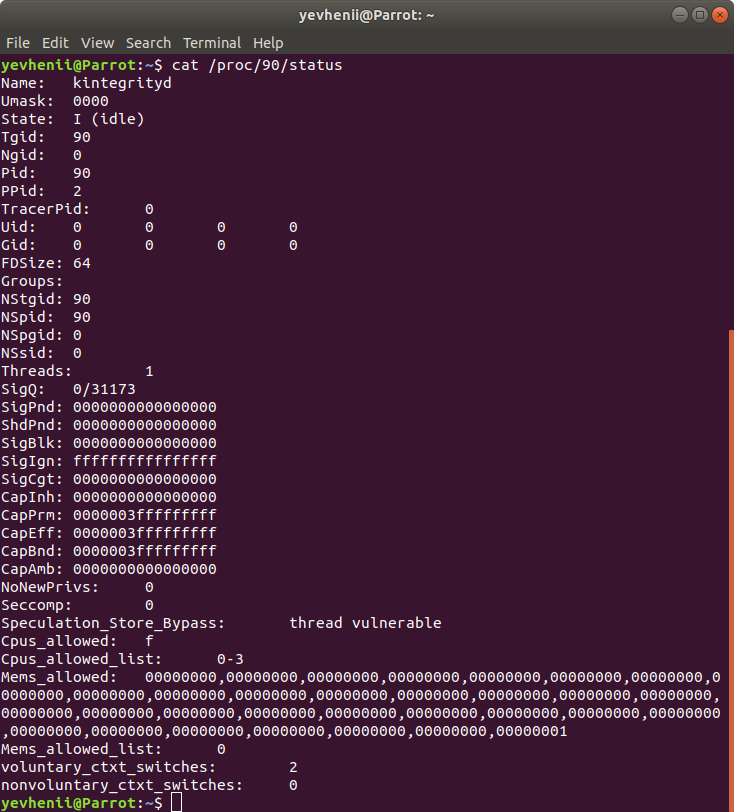 yevhenii@Parrot: ~
File Edit View Search Terminal Help
yevhenii@Parrot:~$ cat /proc/90/status
Name:	kintegrityd
Umask:	0000
State:	I (idle)
Tgid:	90
Ngid:	0
Pid:	90
PPid:	2
TracerPid:	0
Uid:	0	0	0	0
Gid:	0	0	0	0
FDSize:	64
Groups:
NStgid:	90
NSpid:	90
NSpgid:	0
NSsid:	0
Threads:	1
SigQ:	0/31173
SigPnd:	0000000000000000
ShdPnd:	0000000000000000
SigBlk:	0000000000000000
SigIgn:	ffffffffffffffff
SigCgt:	0000000000000000
CapInh:	0000000000000000
CapPrm:	0000003fffffffff
CapEff:	0000003fffffffff
CapBnd:	0000003fffffffff
CapAmb:	0000000000000000
NoNewPrivs:	0
Seccomp:	0
Speculation_Store_Bypass:	thread vulnerable
Cpus_allowed:	f
Cpus_allowed_list:	0-3
Mems_allowed:	00000000,00000000,00000000,00000000,00000000,00000000,00000000,0
0000000,00000000,00000000,00000000,00000000,00000000,00000000,00000000,00000000,
00000000,00000000,00000000,00000000,00000000,00000000,00000000,00000000,00000000
,00000000,00000000,00000000,00000000,00000000,00000000,00000001
Mems_allowed_list:	0
voluntary_ctxt_switches:	2
nonvoluntary_ctxt_switches:	0
yevhenii@Parrot:~$